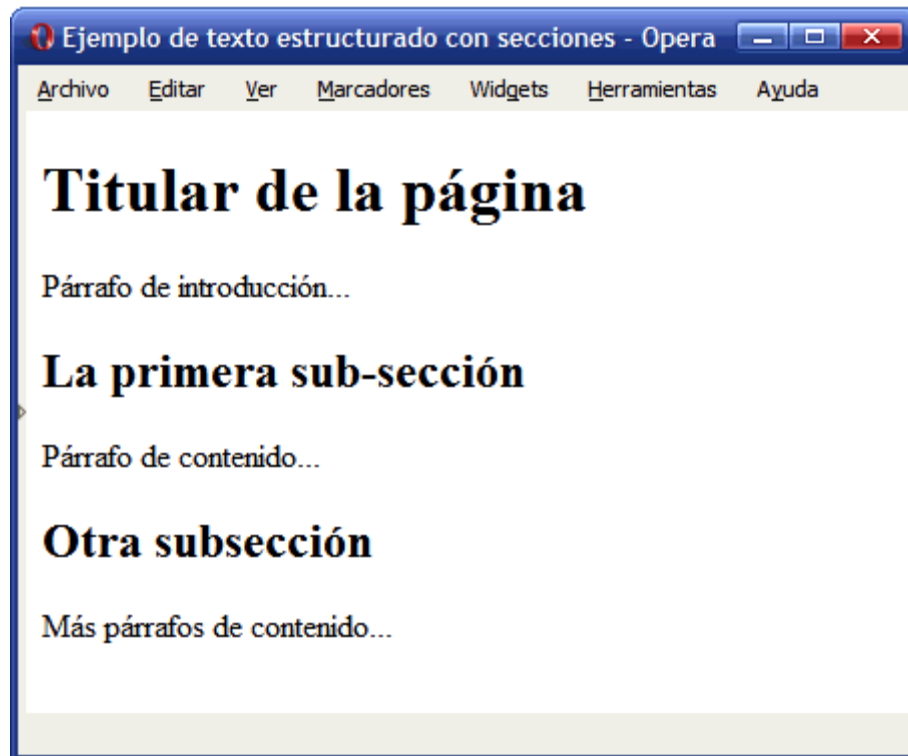 Ejemplo de texto estructurado con secciones - Opera
Archivo Editar Ver Marcadores Widgets Herramientas Ayuda
Titular de la página
Párrafo de introducción...
La primera sub-sección
Párrafo de contenido...
Otra subsección
Más párrafos de contenido...